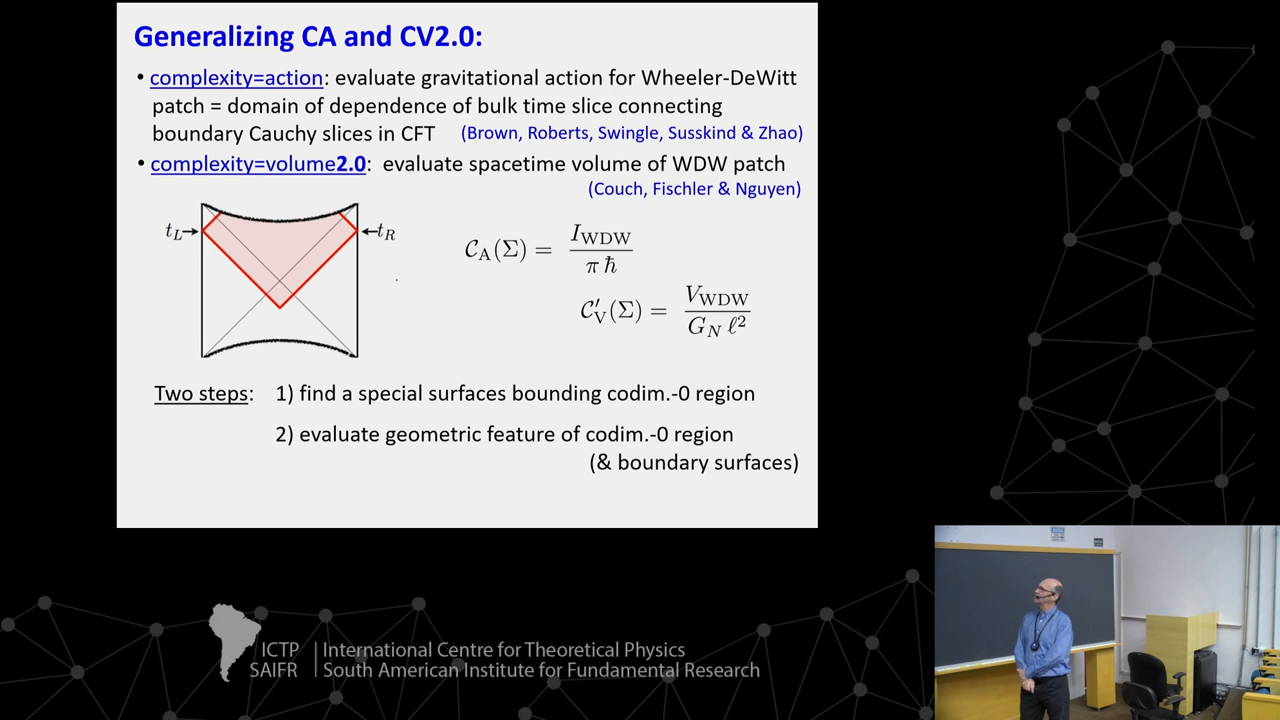 Generalizing CA and CV2.0:
• complexity=action: evaluate gravitational action for Wheeler-DeWitt
patch = domain of dependence of bulk time slice connecting
boundary Cauchy slices in CFT (Brown, Roberts, Swingle, Susskind & Zhao)
• complexity=volume2.0: evaluate spacetime volume of WDW patch
(Couch, Fischler & Nguyen)
t_L→ ←t_R
C_A(Σ) = I_WDW / π ħ
C′_V(Σ) = V_WDW / G_N ℓ²
Two steps: 1) find a special surfaces bounding codim.-0 region
2) evaluate geometric feature of codim.-0 region
(& boundary surfaces)
ICTP International Centre for Theoretical Physics
SAIFR South American Institute for Fundamental Research